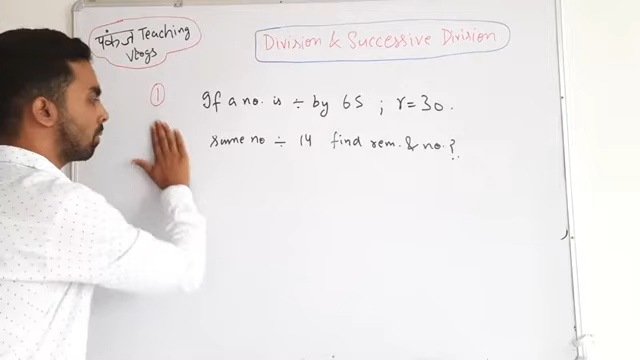 पंकज Teaching
Vlogs
Division & Successive Division
①
If a no. is ÷ by 65 ; r = 30.
same no ÷ 14 find rem. & no.?